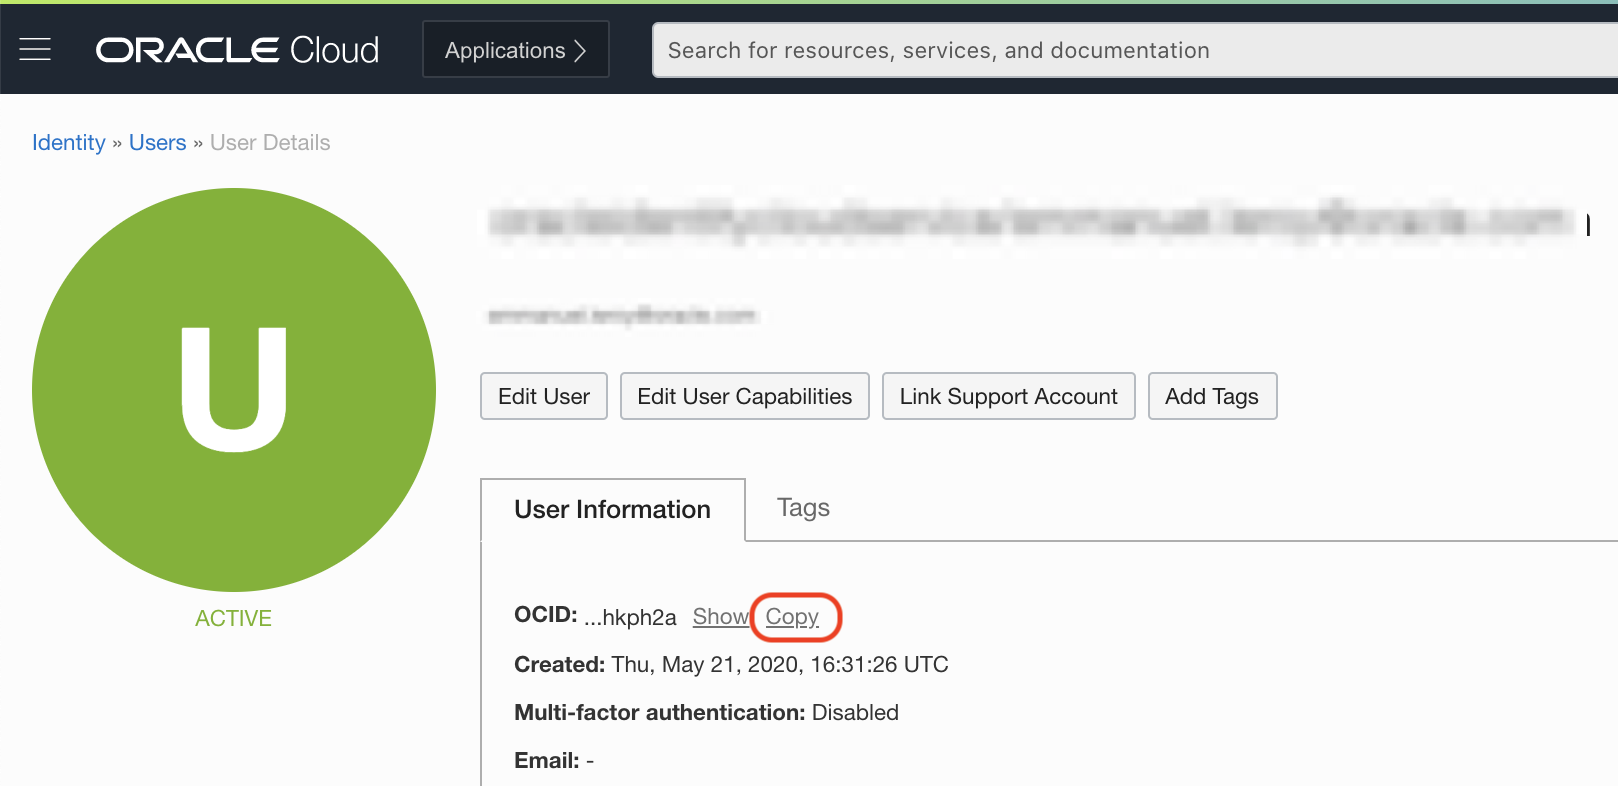 ORACLE Cloud Applications Search for resources, services, and documentation
Identity » Users » User Details
U
Edit User Edit User Capabilities Link Support Account Add Tags
User Information Tags
ACTIVE
OCID: ...hkph2a Show Copy
Created: Thu, May 21, 2020, 16:31:26 UTC
Multi-factor authentication: Disabled
Email: -